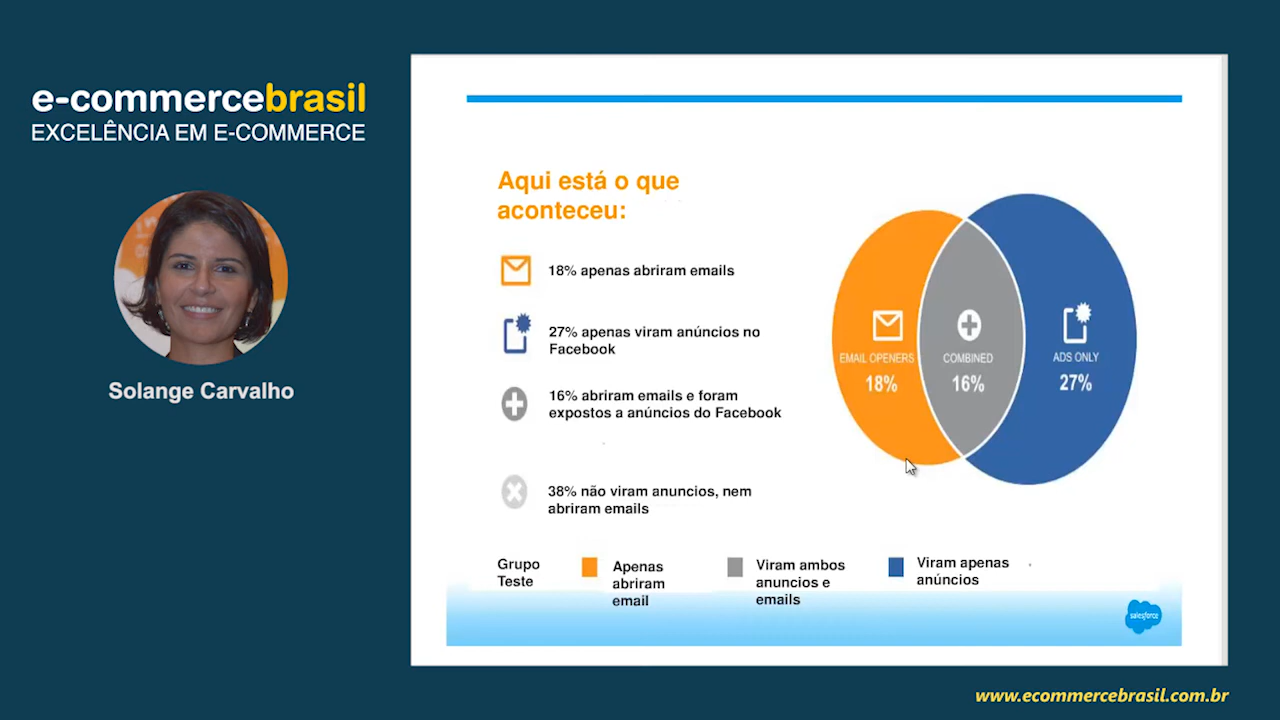 e-commercebrasil
EXCELÊNCIA EM E-COMMERCE
Solange Carvalho
Aqui está o que
aconteceu:
18% apenas abriram emails
27% apenas viram anúncios no
Facebook
16% abriram emails e foram
expostos a anúncios do Facebook
38% não viram anuncios, nem
abriram emails
EMAIL OPENERS
18%
COMBINED
16%
ADS ONLY
27%
Grupo
Teste
Apenas
abriram
email
Viram ambos
anuncios e
emails
Viram apenas
anúncios
salesforce
www.ecommercebrasil.com.br